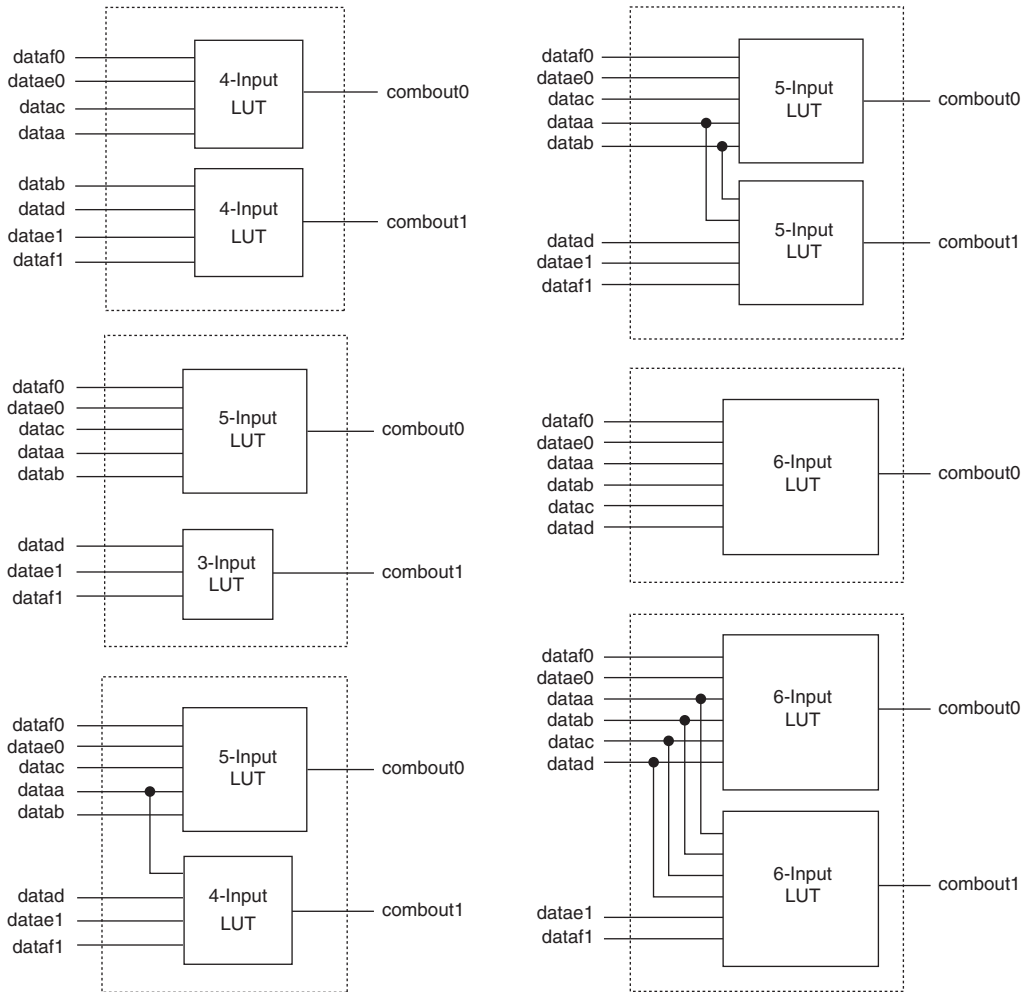 dataf0
datae0
datac
dataa
4-Input
LUT
combout0
datab
datad
datae1
dataf1
4-Input
LUT
combout1
dataf0
datae0
datac
dataa
datab
5-Input
LUT
combout0
datad
datae1
dataf1
3-Input
LUT
combout1
dataf0
datae0
datac
dataa
datab
5-Input
LUT
combout0
datad
datae1
dataf1
4-Input
LUT
combout1
dataf0
datae0
datac
dataa
datab
5-Input
LUT
combout0
datad
datae1
dataf1
5-Input
LUT
combout1
dataf0
datae0
dataa
datab
datac
datad
6-Input
LUT
combout0
dataf0
datae0
dataa
datab
datac
datad
6-Input
LUT
combout0
datae1
dataf1
6-Input
LUT
combout1